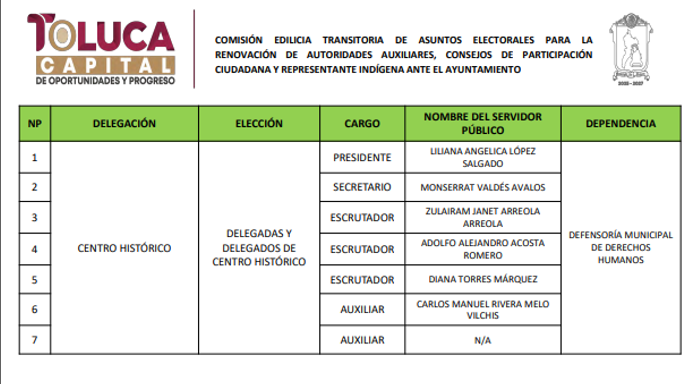 TOLUCA
CAPITAL
DE OPORTUNIDADES Y PROGRESO
COMISIÓN EDILICIA TRANSITORIA DE ASUNTOS ELECTORALES PARA LA
RENOVACIÓN DE AUTORIDADES AUXILIARES, CONSEJOS DE PARTICIPACIÓN
CIUDADANA Y REPRESENTANTE INDÍGENA ANTE EL AYUNTAMIENTO
2025 - 2027
NP DELEGACIÓN ELECCIÓN CARGO NOMBRE DEL SERVIDOR
PÚBLICO DEPENDENCIA
1 PRESIDENTE LILIANA ANGELICA LÓPEZ
SALGADO
2 SECRETARIO MONSERRAT VALDÉS AVALOS
3 ESCRUTADOR ZULAIRAM JANET ARREOLA
ARREOLA
CENTRO HISTÓRICO
DELEGADAS Y
DELEGADOS DE
CENTRO HISTÓRICO
4 ESCRUTADOR ADOLFO ALEJANDRO ACOSTA
ROMERO
DEFENSORÍA MUNICIPAL
DE DERECHOS
HUMANOS
5 ESCRUTADOR DIANA TORRES MÁRQUEZ
6 AUXILIAR CARLOS MANUEL RIVERA MELO
VILCHIS
7 AUXILIAR N/A